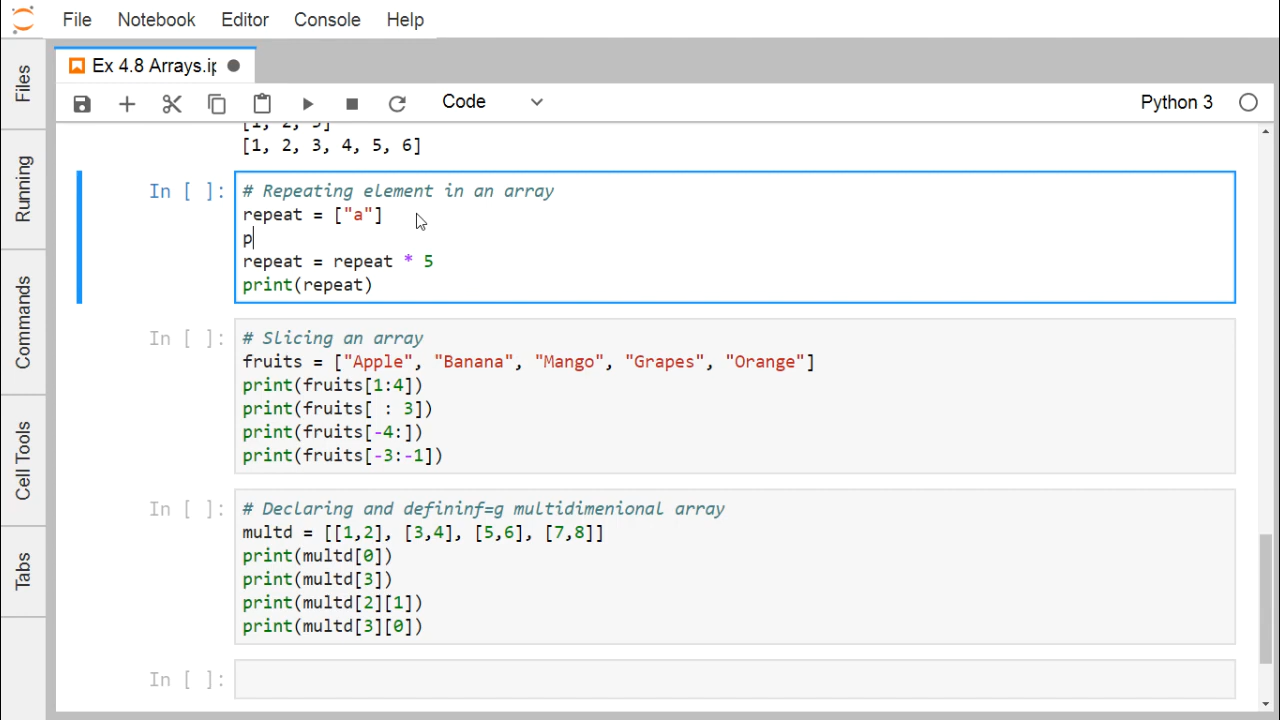 File Notebook Editor Console Help
Ex 4.8 Arrays.ip
Code Python 3
Files
Running
Commands
Cell Tools
Tabs
[1, 2, 3, 4, 5, 6]
In [ ]: # Repeating element in an array
repeat = ["a"]
p
repeat = repeat * 5
print(repeat)
In [ ]: # Slicing an array
fruits = ["Apple", "Banana", "Mango", "Grapes", "Orange"]
print(fruits[1:4])
print(fruits[ : 3])
print(fruits[-4:])
print(fruits[-3:-1])
In [ ]: # Declaring and defininf=g multidimenional array
multd = [[1,2], [3,4], [5,6], [7,8]]
print(multd[0])
print(multd[3])
print(multd[2][1])
print(multd[3][0])
In [ ]: